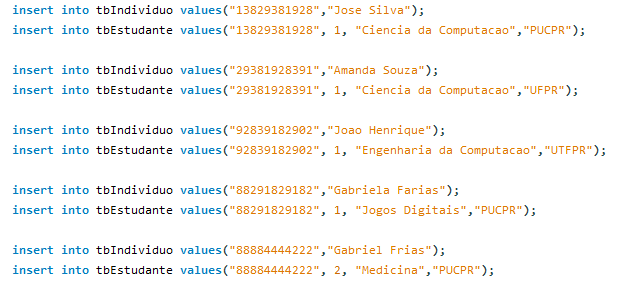 insert into tbIndividuo values("13829381928","Jose Silva");
insert into tbEstudante values("13829381928", 1, "Ciencia da Computacao","PUCPR");
insert into tbIndividuo values("29381928391","Amanda Souza");
insert into tbEstudante values("29381928391", 1, "Ciencia da Computacao","UFPR");
insert into tbIndividuo values("92839182902","Joao Henrique");
insert into tbEstudante values("92839182902", 1, "Engenharia da Computacao","UTFPR");
insert into tbIndividuo values("88291829182","Gabriela Farias");
insert into tbEstudante values("88291829182", 1, "Jogos Digitais","PUCPR");
insert into tbIndividuo values("88884444222","Gabriel Frias");
insert into tbEstudante values("88884444222", 2, "Medicina","PUCPR");